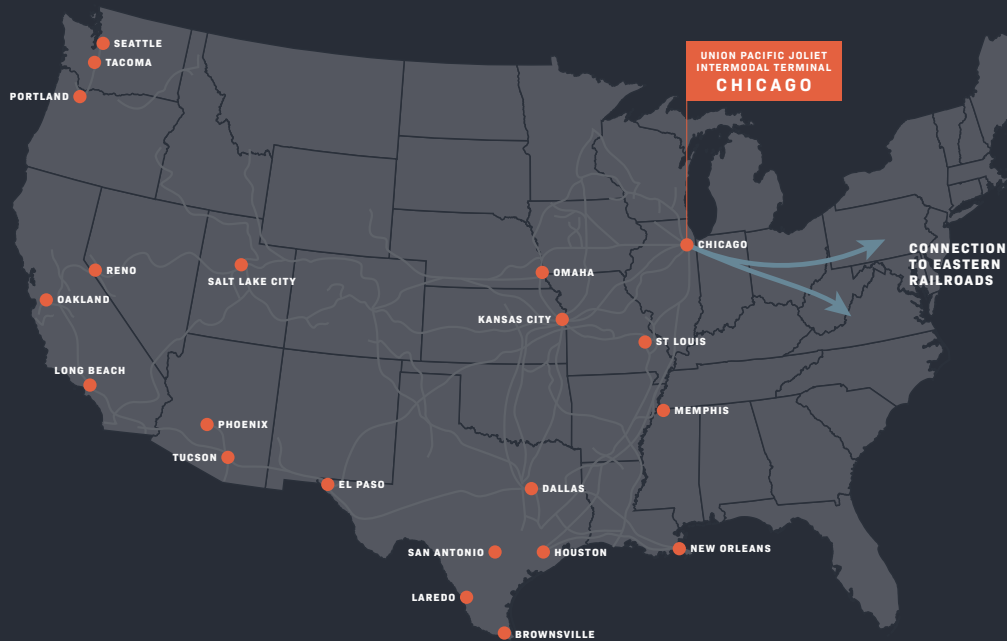 SEATTLE
TACOMA
PORTLAND
UNION PACIFIC JOLIET
INTERMODAL TERMINAL
CHICAGO
CHICAGO
CONNECTION
TO EASTERN
RAILROADS
RENO
SALT LAKE CITY
OMAHA
OAKLAND
KANSAS CITY
ST LOUIS
LONG BEACH
MEMPHIS
PHOENIX
TUCSON
EL PASO
DALLAS
SAN ANTONIO
HOUSTON
NEW ORLEANS
LAREDO
BROWNSVILLE